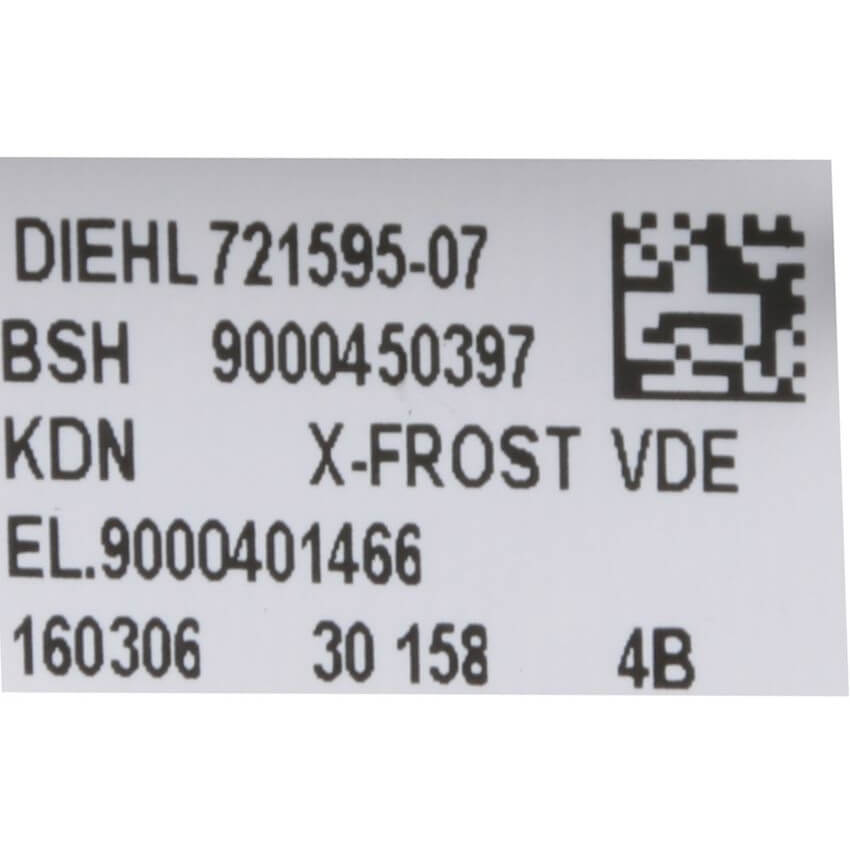 DIEHL 721595-07
BSH 9000450397
KDN X-FROST VDE
EL.9000401466
160306 30 158 4B